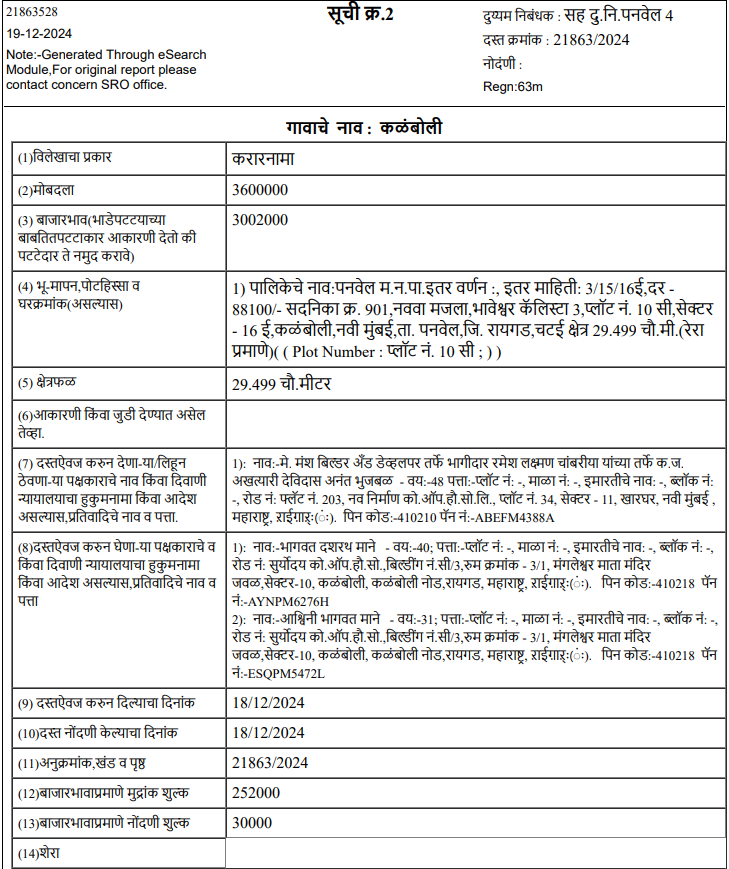 21863528
19-12-2024
Note:-Generated Through eSearch
Module,For original report please
contact concern SRO office.
सूची क्र.2
दुय्यम निबंधक : सह दु.नि.पनवेल 4
दस्त क्रमांक : 21863/2024
नोदंणी :
Regn:63m
गावाचे नाव : कळंबोली
(1)विलेखाचा प्रकार
करारनामा
(2)मोबदला
3600000
(3) बाजारभाव(भाडेपटटयाच्या
बाबतितपटटाकार आकारणी देतो की
पटटेदार ते नमुद करावे)
3002000
(4) भू-मापन,पोटहिस्सा व
घरक्रमांक(असल्यास)
1) पालिकेचे नाव:पनवेल म.न.पा.इतर वर्णन :, इतर माहिती: 3/15/16ई,दर -
88100/- सदनिका क्र. 901,नववा मजला,भावेश्वर कॅलिस्टा 3,प्लॉट नं. 10 सी,सेक्टर
- 16 ई,कळंबोली,नवी मुंबई,ता. पनवेल,जि. रायगड,चटई क्षेत्र 29.499 चौ.मी.(रेरा
प्रमाणे)( ( Plot Number : प्लॉट नं. 10 सी ; ) )
(5) क्षेत्रफळ
29.499 चौ.मीटर
(6)आकारणी किंवा जुडी देण्यात असेल
तेव्हा.
(7) दस्तऐवज करुन देणा-या/लिहून
ठेवणा-या पक्षकाराचे नाव किंवा दिवाणी
न्यायालयाचा हुकुमनामा किंवा आदेश
असल्यास,प्रतिवादिचे नाव व पत्ता.
1): नाव:-मे. मंश बिल्डर अँड डेव्हलपर तर्फे भागीदार रमेश लक्ष्मण चांबरीया यांच्या तर्फे क.ज.
अखत्यारी देविदास अनंत भुजबळ - वय:-48 पत्ता:-प्लॉट नं: -, माळा नं: -, इमारतीचे नाव: -, ब्लॉक नं:
-, रोड नं: फ्लॅट नं. 203, नव निर्माण को.ऑप.हौ.सो.लि., प्लॉट नं. 34, सेक्टर - 11, खारघर, नवी मुंबई ,
महाराष्ट्र, राईगाऱ्ः(ंः). पिन कोड:-410210 पॅन नं:-ABEFM4388A
(8)दस्तऐवज करुन घेणा-या पक्षकाराचे व
किंवा दिवाणी न्यायालयाचा हुकुमनामा
किंवा आदेश असल्यास,प्रतिवादिचे नाव व
पत्ता
1): नाव:-भागवत दशरथ माने - वय:-40; पत्ता:-प्लॉट नं: -, माळा नं: -, इमारतीचे नाव: -, ब्लॉक नं: -,
रोड नं: सुर्योदय को.ऑप.हौ.सो.,बिल्डींग नं.सी/3,रुम क्रमांक - 3/1, मंगलेश्वर माता मंदिर
जवळ,सेक्टर-10, कळंबोली, कळंबोली नोड,रायगड, महाराष्ट्र, राईगाऱ्ः(ंः). पिन कोड:-410218 पॅन
नं:-AYNPM6276H
2): नाव:-आश्विनी भागवत माने - वय:-31; पत्ता:-प्लॉट नं: -, माळा नं: -, इमारतीचे नाव: -, ब्लॉक नं: -,
रोड नं: सुर्योदय को.ऑप.हौ.सो.,बिल्डींग नं.सी/3,रुम क्रमांक - 3/1, मंगलेश्वर माता मंदिर
जवळ,सेक्टर-10, कळंबोली, कळंबोली नोड,रायगड, महाराष्ट्र, राईगाऱ्ः(ंः). पिन कोड:-410218 पॅन
नं:-ESQPM5472L
(9) दस्तऐवज करुन दिल्याचा दिनांक
18/12/2024
(10)दस्त नोंदणी केल्याचा दिनांक
18/12/2024
(11)अनुक्रमांक,खंड व पृष्ठ
21863/2024
(12)बाजारभावाप्रमाणे मुद्रांक शुल्क
252000
(13)बाजारभावाप्रमाणे नोंदणी शुल्क
30000
(14)शेरा